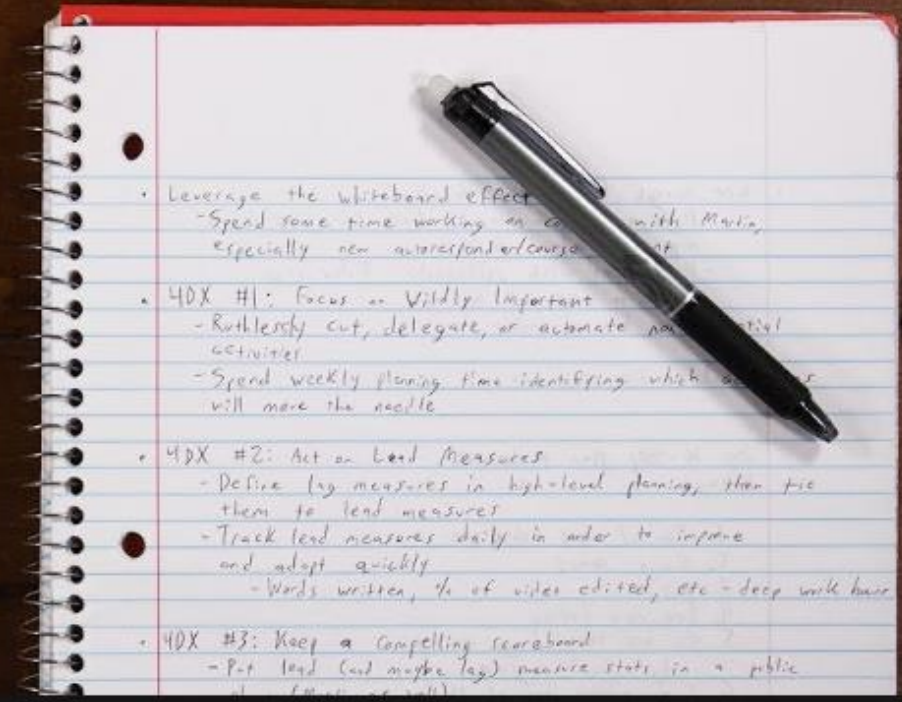 • Leverage the whiteboard effect
- Spend some time working on with Martin,
especially new autoresponder/course
• 4DX #1: Focus on Wildly Important
- Ruthlessly cut, delegate, or automate
activities
- Spend weekly planning time identifying which
will move the needle
• 4DX #2: Act on Lead Measures
- Define lag measures in high-level planning, then tie
them to lead measures
- Track lead measures daily in order to improve
and adapt quickly
- Words written, % of video edited, etc - deep work hours
• 4DX #3: Keep a compelling scoreboard
- Put lead (and maybe lag) measure stats in a public